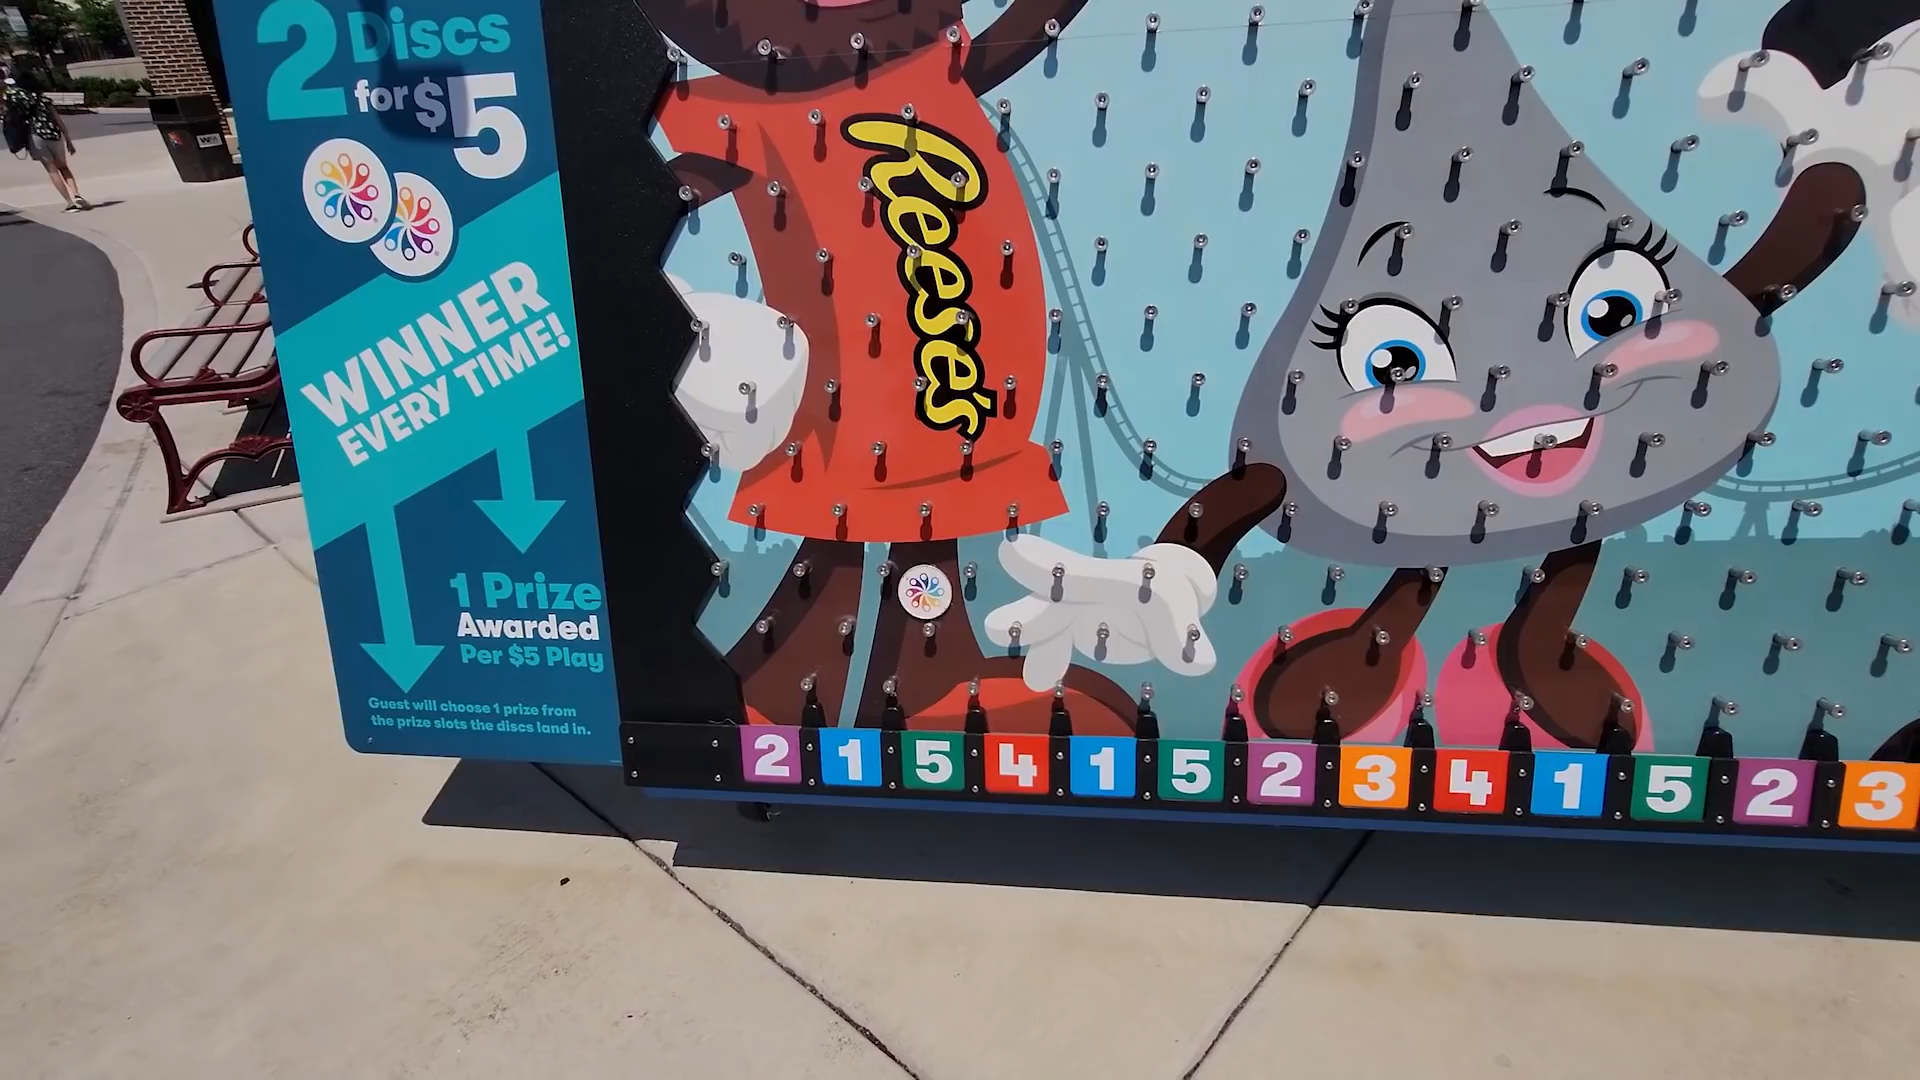 2 Discs
for $5
WINNER
EVERY TIME!
1 Prize
Awarded
Per $5 Play
Guest will choose 1 prize from
the prize slots the discs land in.
Reese's
2 1 5 4 1 5 2 3 4 1 5 2 3